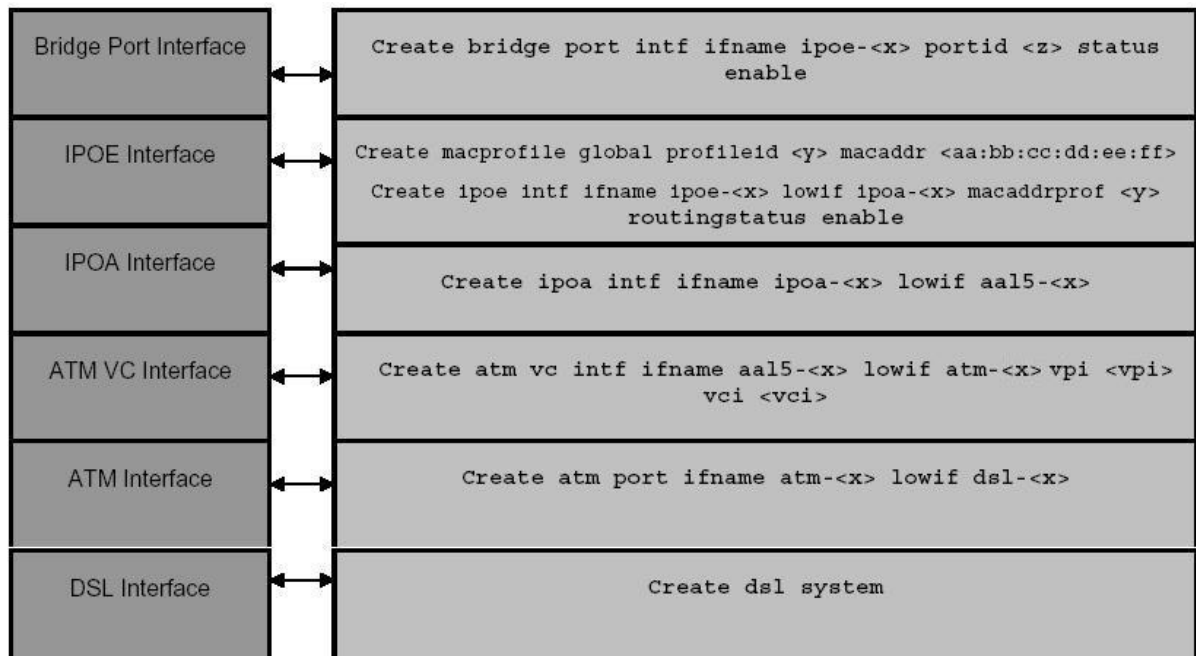 Bridge Port Interface
Create bridge port intf ifname ipoe-<x> portid <z> status
enable
IPOE Interface
Create macprofile global profileid <y> macaddr <aa:bb:cc:dd:ee:ff>
Create ipoe intf ifname ipoe-<x> lowif ipoa-<x> macaddrprof <y>
routingstatus enable
IPOA Interface
Create ipoa intf ifname ipoa-<x> lowif aal5-<x>
ATM VC Interface
Create atm vc intf ifname aal5-<x> lowif atm-<x> vpi <vpi>
vci <vci>
ATM Interface
Create atm port ifname atm-<x> lowif dsl-<x>
DSL Interface
Create dsl system